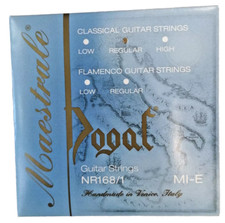 CLASSICAL GUITAR STRINGS
LOW REGULAR HIGH
FLAMENCO GUITAR STRINGS
LOW REGULAR
Maestrale
Dogal
Guitar Strings
NR168/1 MI-E
Handmade in Venice, Italy